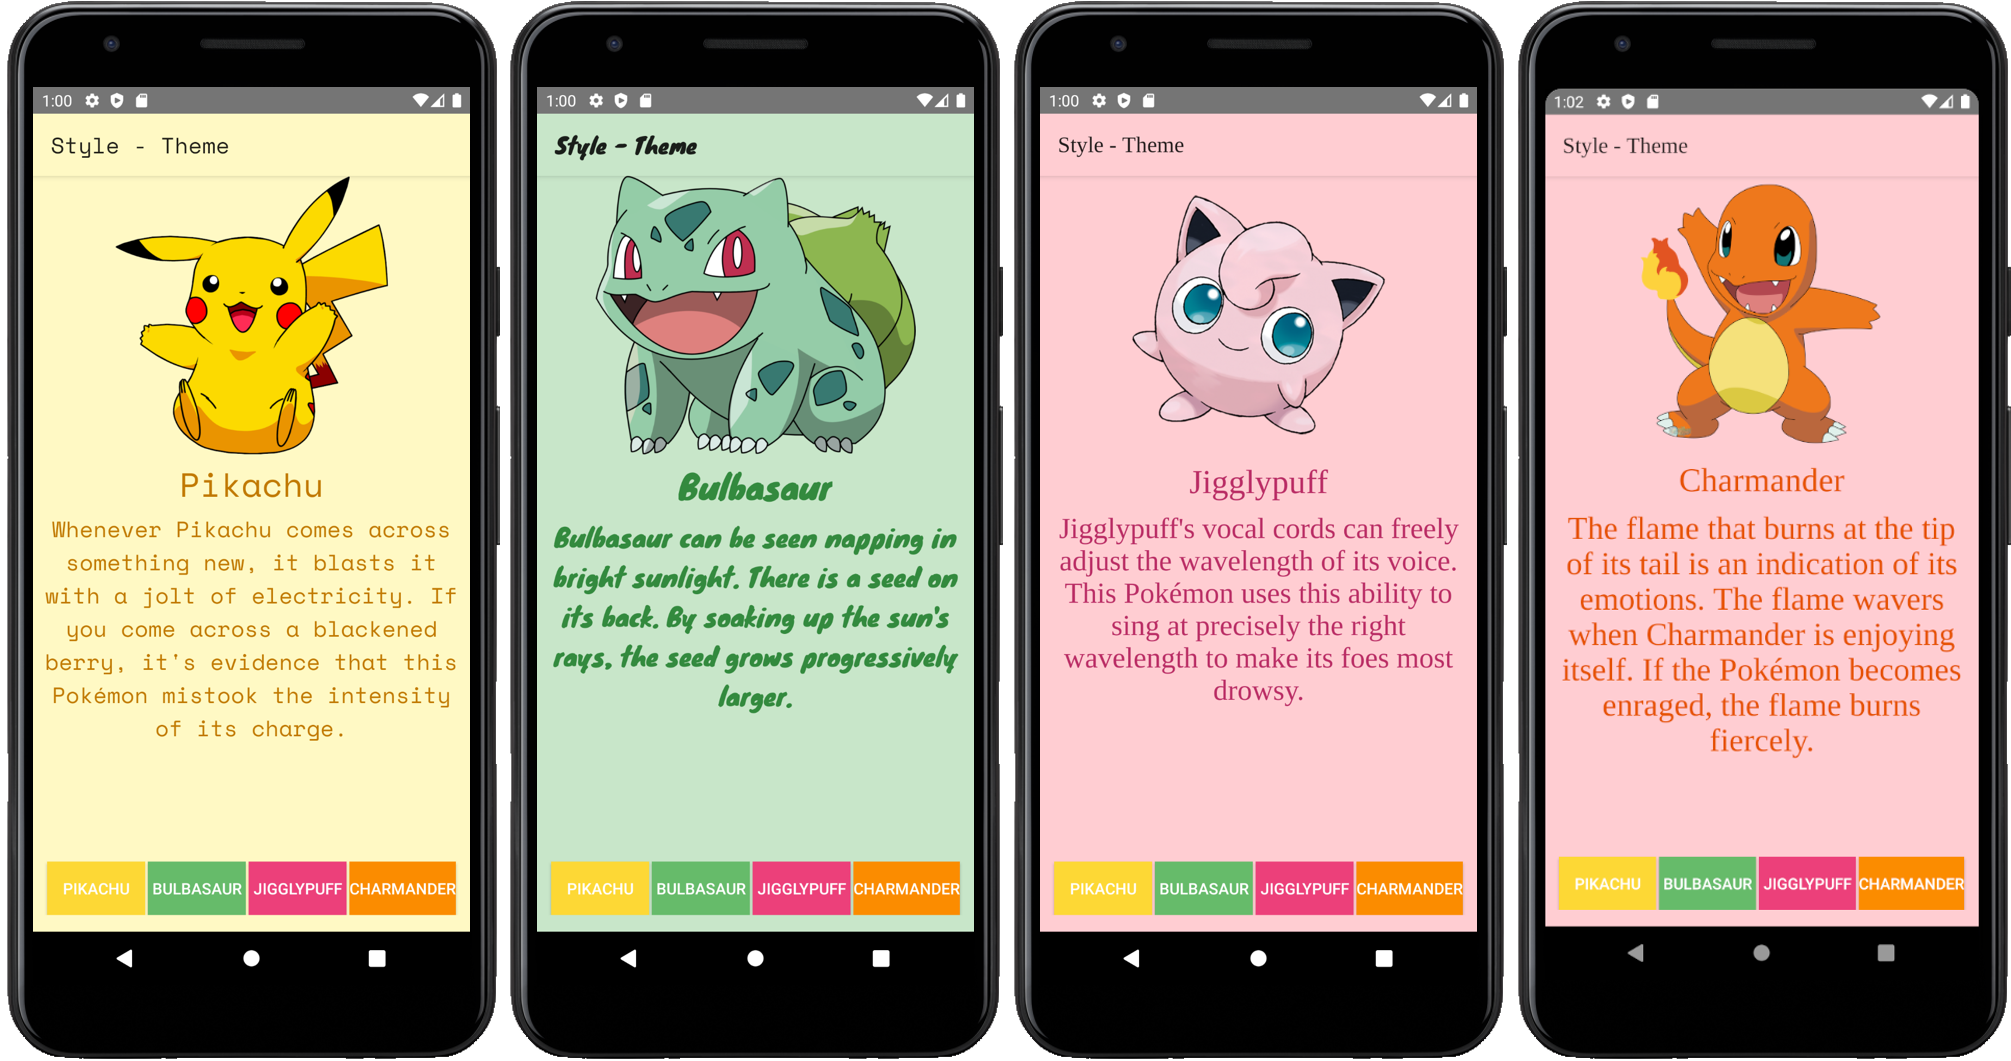 1:00
Style - Theme
Pikachu
Whenever Pikachu comes across
something new, it blasts it
with a jolt of electricity. If
you come across a blackened
berry, it's evidence that this
Pokémon mistook the intensity
of its charge.
PIKACHU BULBASAUR JIGGLYPUFF CHARMANDER
1:00
Style - Theme
Bulbasaur
Bulbasaur can be seen napping in
bright sunlight. There is a seed on
its back. By soaking up the sun's
rays, the seed grows progressively
larger.
PIKACHU BULBASAUR JIGGLYPUFF CHARMANDER
1:00
Style - Theme
Jigglypuff
Jigglypuff's vocal cords can freely
adjust the wavelength of its voice.
This Pokémon uses this ability to
sing at precisely the right
wavelength to make its foes most
drowsy.
PIKACHU BULBASAUR JIGGLYPUFF CHARMANDER
1:02
Style - Theme
Charmander
The flame that burns at the tip
of its tail is an indication of its
emotions. The flame wavers
when Charmander is enjoying
itself. If the Pokémon becomes
enraged, the flame burns
fiercely.
PIKACHU BULBASAUR JIGGLYPUFF CHARMANDER